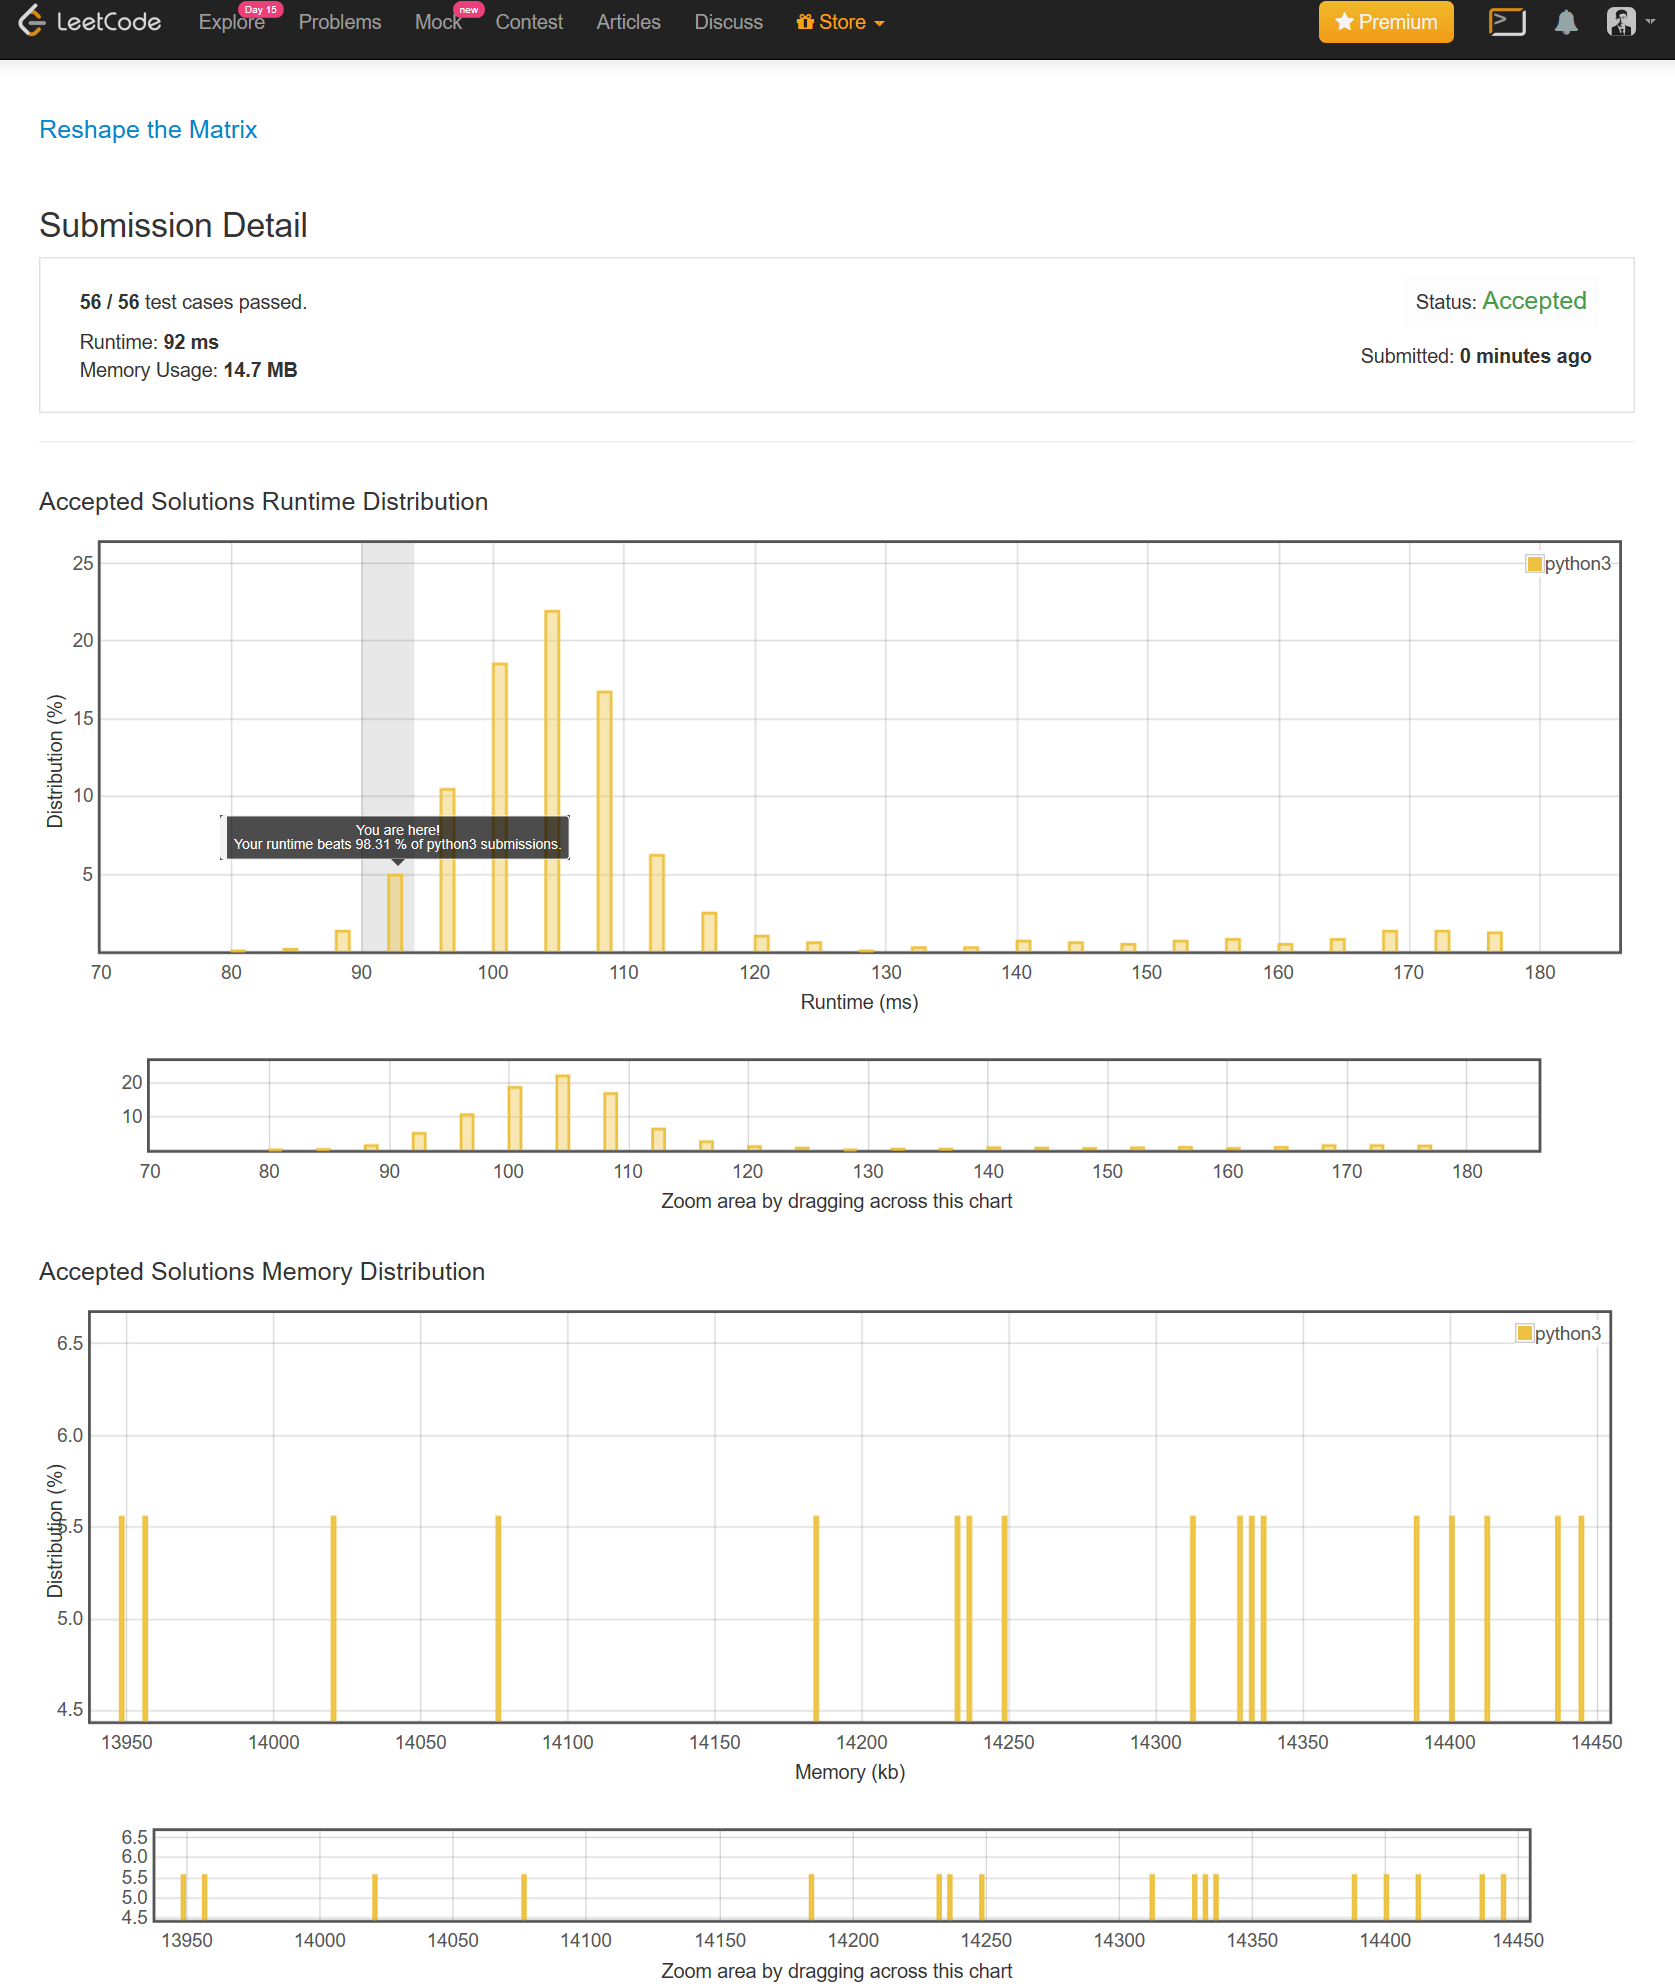 LeetCode
Explore Day 15 Problems Mock new Contest Articles Discuss Store Premium
Reshape the Matrix
Submission Detail
56 / 56 test cases passed.
Status: Accepted
Runtime: 92 ms
Submitted: 0 minutes ago
Memory Usage: 14.7 MB
Accepted Solutions Runtime Distribution
python3
25
20
15
10
5
Distribution (%)
You are here!
Your runtime beats 98.31 % of python3 submissions.
70 80 90 100 110 120 130 140 150 160 170 180
Runtime (ms)
20
10
70 80 90 100 110 120 130 140 150 160 170 180
Zoom area by dragging across this chart
Accepted Solutions Memory Distribution
python3
6.5
6.0
5.5
5.0
4.5
Distribution (%)
13950 14000 14050 14100 14150 14200 14250 14300 14350 14400 14450
Memory (kb)
6.5
6.0
5.5
5.0
4.5
13950 14000 14050 14100 14150 14200 14250 14300 14350 14400 14450
Zoom area by dragging across this chart